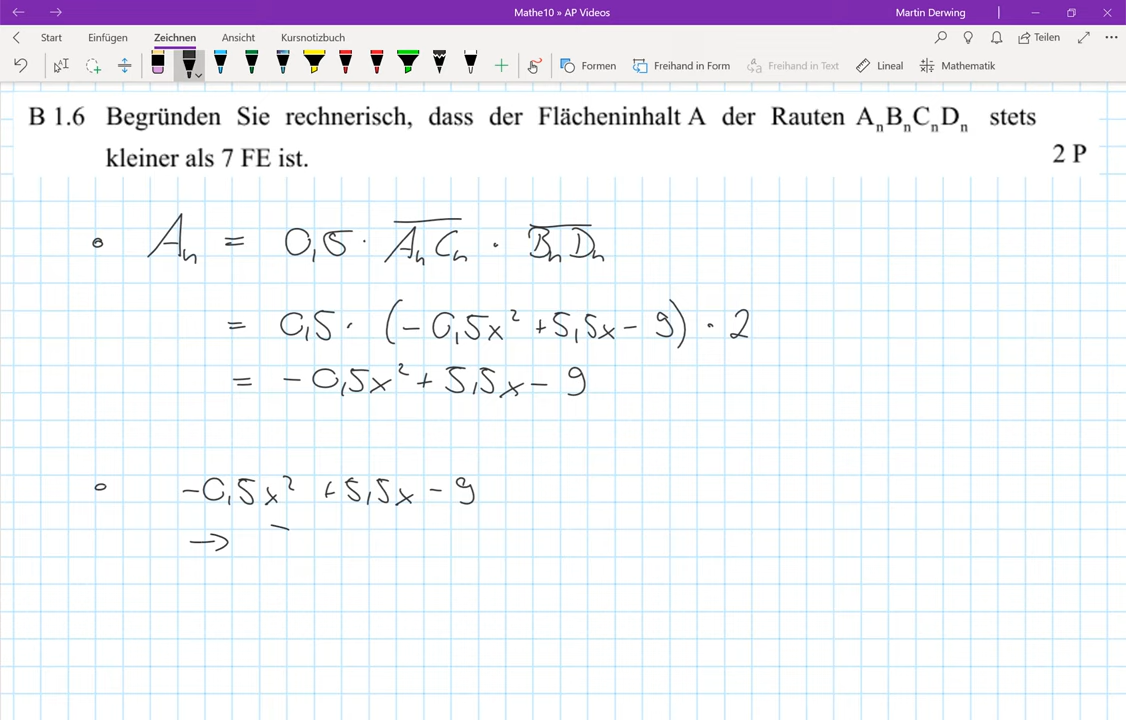 Mathe10 » AP Videos
Martin Derwing
Start Einfügen Zeichnen Ansicht Kursnotizbuch
Teilen
Formen Freihand in Form Freihand in Text Lineal Mathematik
B 1.6 Begründen Sie rechnerisch, dass der Flächeninhalt A der Rauten AₙBₙCₙDₙ stets
kleiner als 7 FE ist.
2 P
• Aₙ = 0,5 · A̅ₙC̅ₙ · B̅ₙD̅ₙ
= 0,5 · (- 0,5x² + 5,5x - 9) · 2
= - 0,5x² + 5,5x - 9
• -0,5x² + 5,5x - 9
→